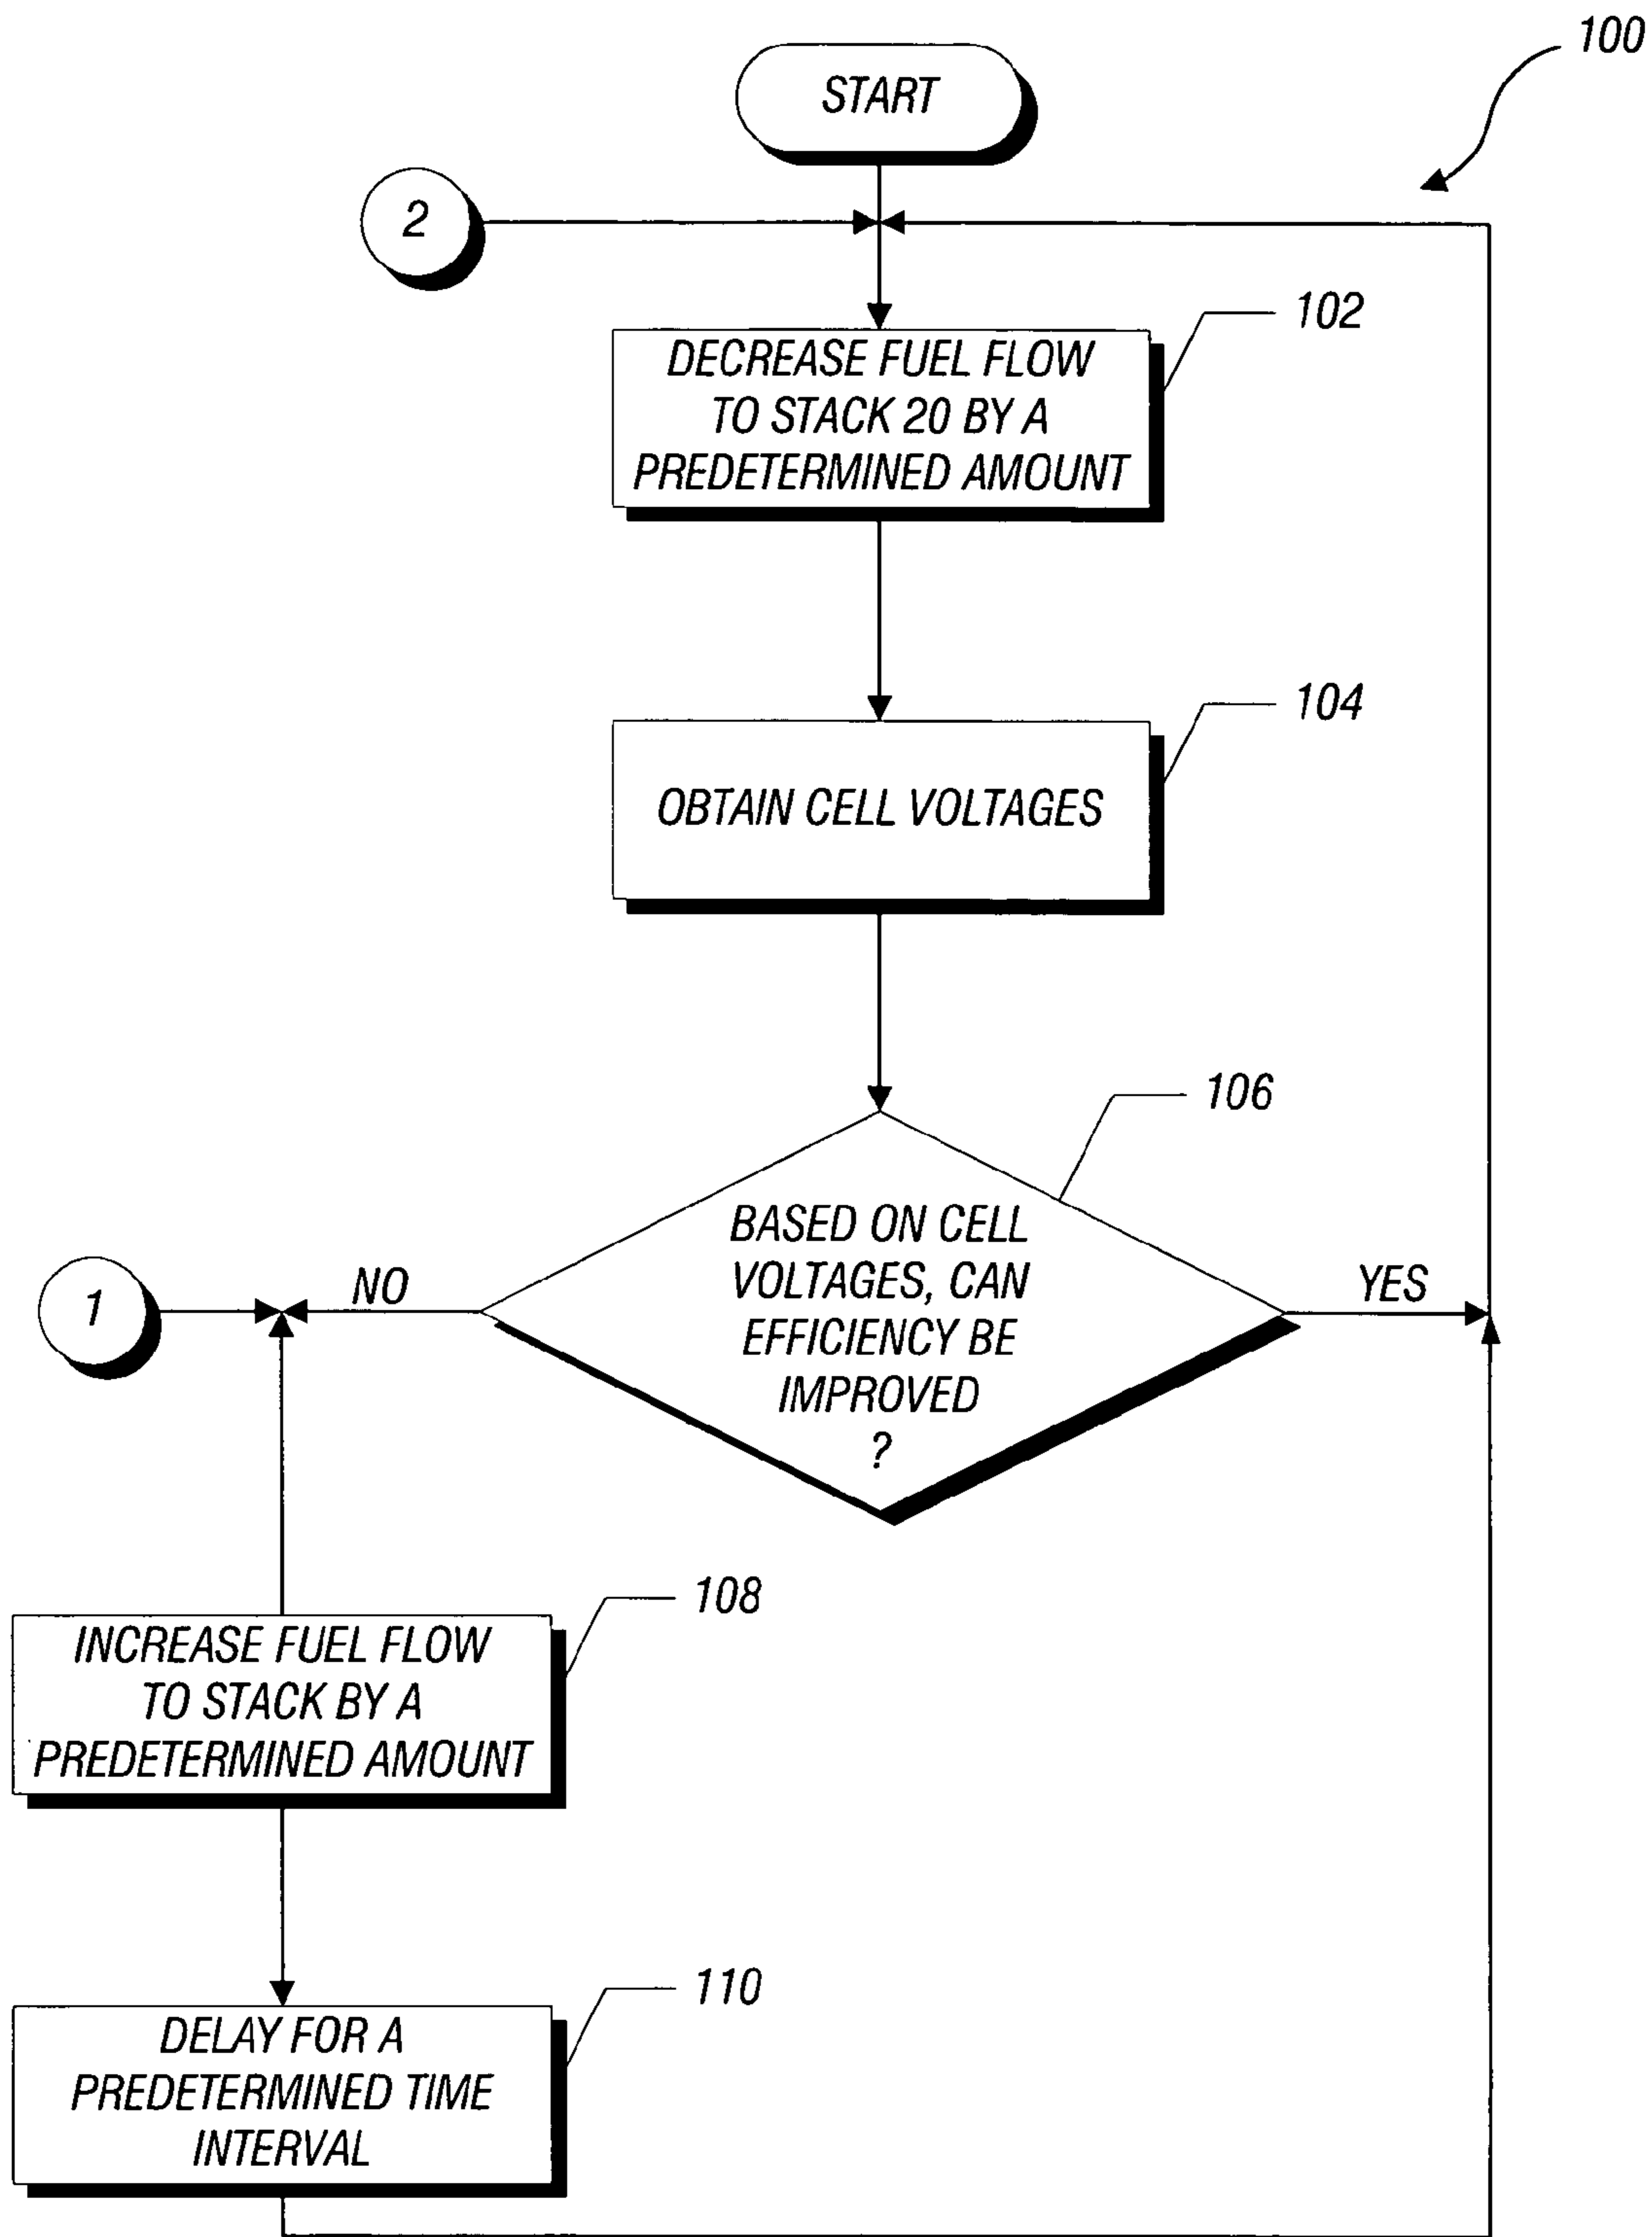 100
START
2
102
DECREASE FUEL FLOW
TO STACK 20 BY A
PREDETERMINED AMOUNT
104
OBTAIN CELL VOLTAGES
106
BASED ON CELL
VOLTAGES, CAN
EFFICIENCY BE
IMPROVED
?
1
NO
YES
108
INCREASE FUEL FLOW
TO STACK BY A
PREDETERMINED AMOUNT
110
DELAY FOR A
PREDETERMINED TIME
INTERVAL